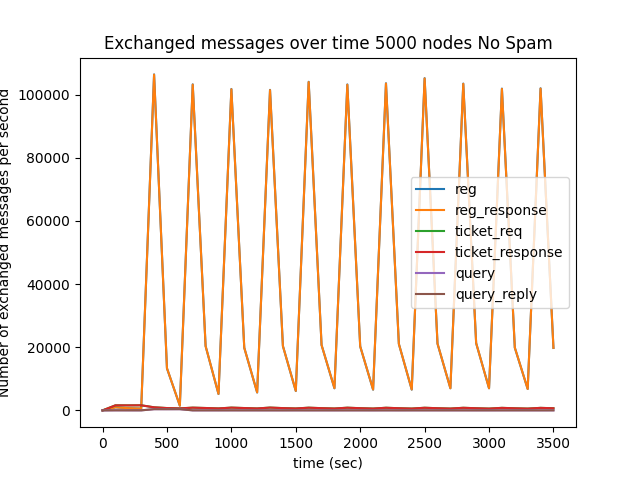 Exchanged messages over time 5000 nodes No Spam
Number of exchanged messages per second
100000
80000
60000
40000
20000
0
reg
reg_response
ticket_req
ticket_response
query
query_reply
0 500 1000 1500 2000 2500 3000 3500
time (sec)